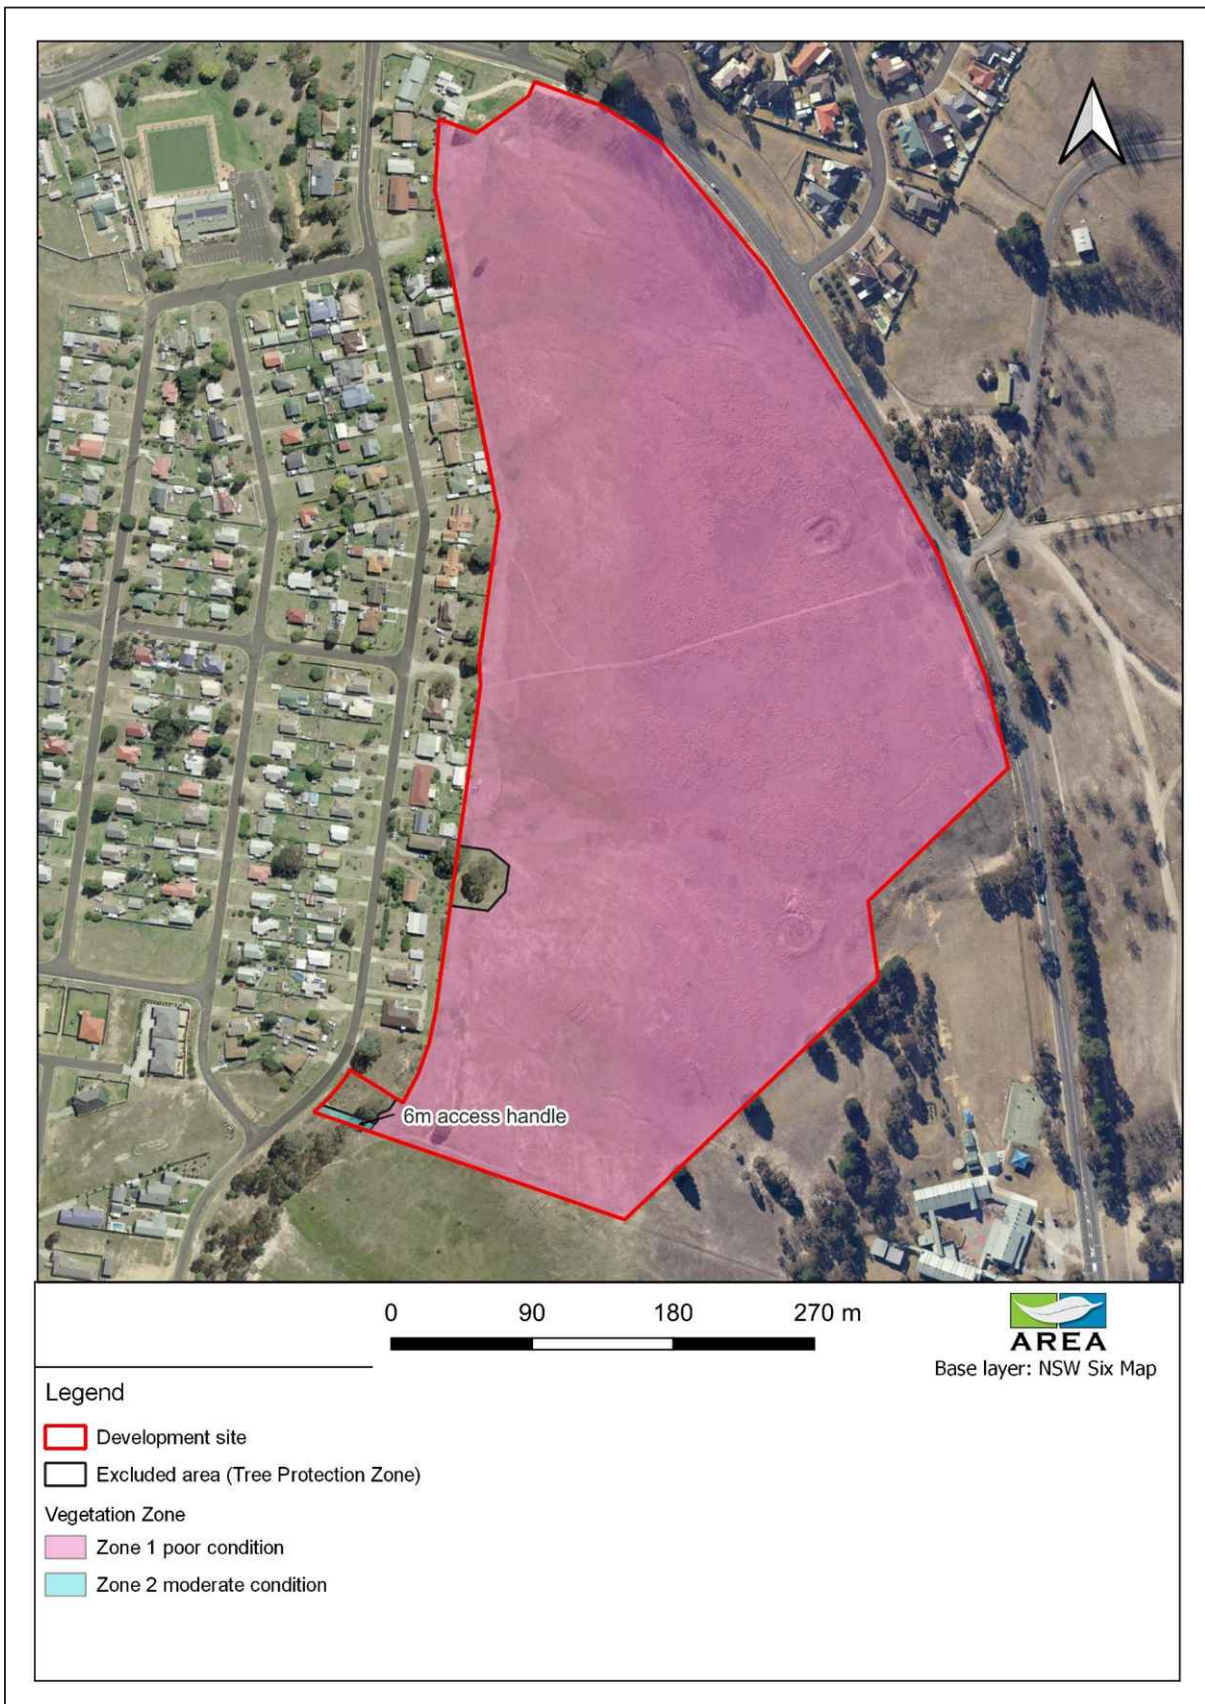 6m access handle
0 90 180 270 m
AREA
Base layer: NSW Six Map
Legend
Development site
Excluded area (Tree Protection Zone)
Vegetation Zone
Zone 1 poor condition
Zone 2 moderate condition